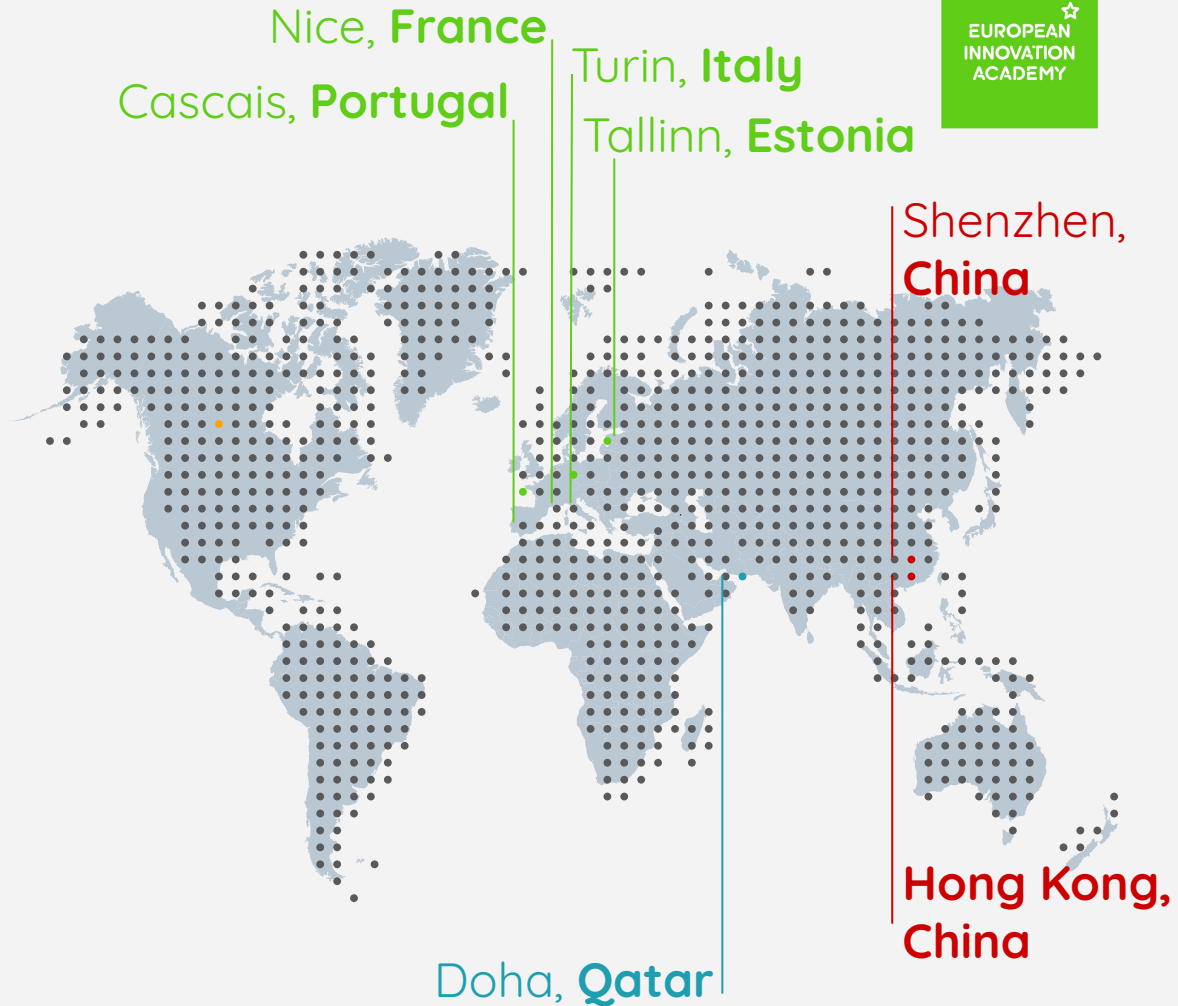 Nice, France
EUROPEAN
INNOVATION
ACADEMY
Turin, Italy
Cascais, Portugal
Tallinn, Estonia
Shenzhen,
China
Hong Kong,
China
Doha, Qatar